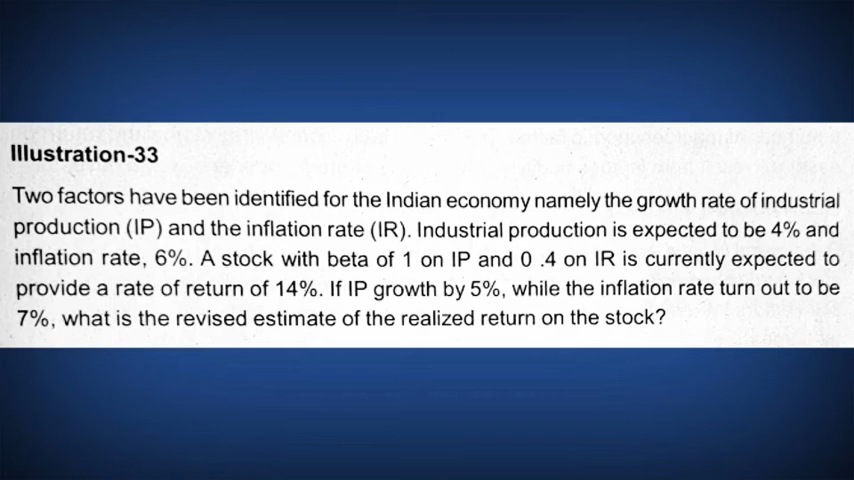 Illustration-33
Two factors have been identified for the Indian economy namely the growth rate of industrial
production (IP) and the inflation rate (IR). Industrial production is expected to be 4% and
inflation rate, 6%. A stock with beta of 1 on IP and 0 .4 on IR is currently expected to
provide a rate of return of 14%. If IP growth by 5%, while the inflation rate turn out to be
7%, what is the revised estimate of the realized return on the stock?